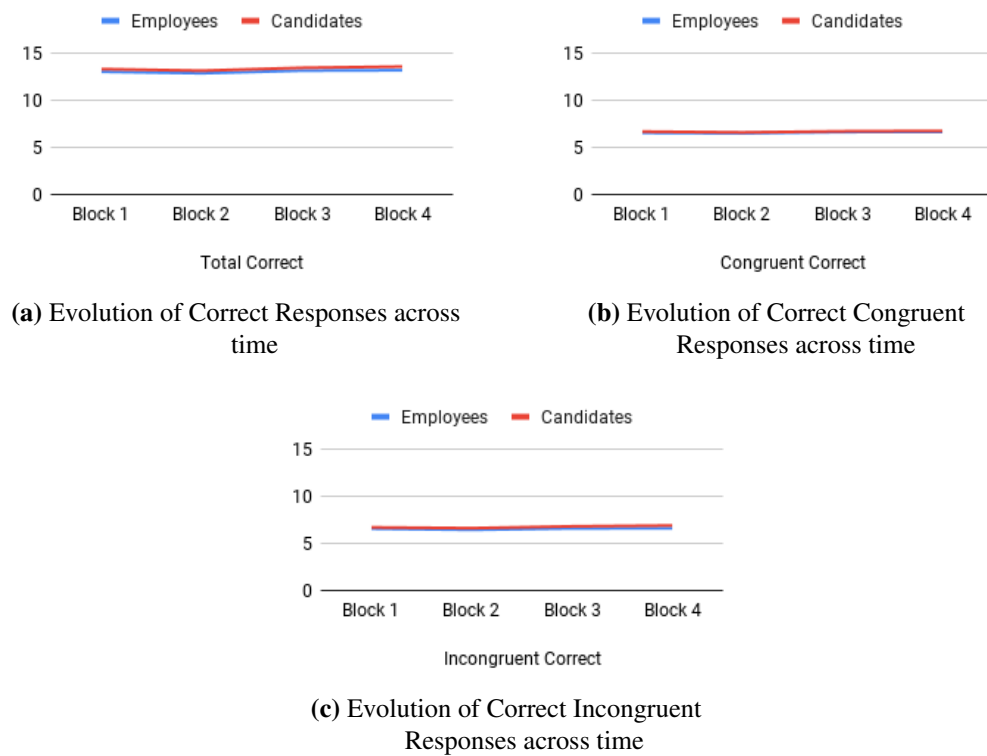 Employees Candidates
15
10
5
0
Block 1 Block 2 Block 3 Block 4
Total Correct
(a) Evolution of Correct Responses across
time
Employees Candidates
15
10
5
0
Block 1 Block 2 Block 3 Block 4
Congruent Correct
(b) Evolution of Correct Congruent
Responses across time
Employees Candidates
15
10
5
0
Block 1 Block 2 Block 3 Block 4
Incongruent Correct
(c) Evolution of Correct Incongruent
Responses across time